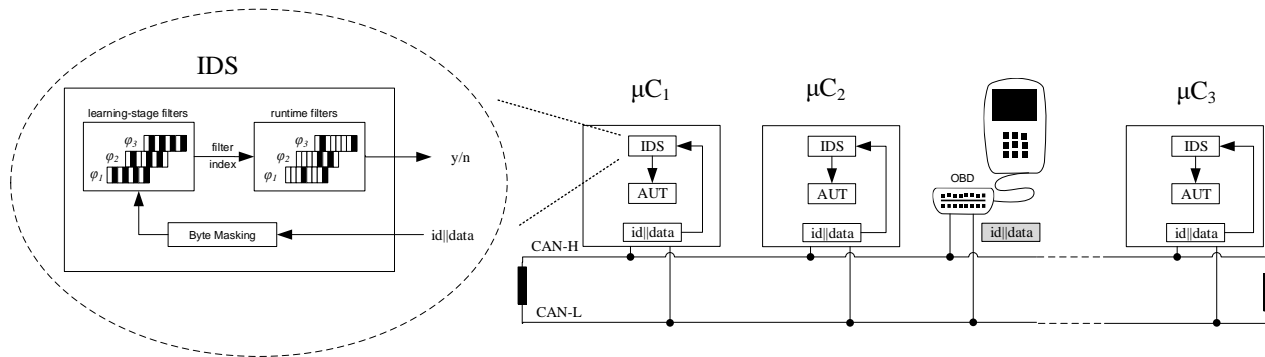 IDS
learning-stage filters
runtime filters
φ3
φ2
φ1
filter
index
φ3
φ2
φ1
y/n
Byte Masking
id||data
μC1
μC2
μC3
IDS
AUT
id||data
IDS
AUT
id||data
OBD
id||data
IDS
AUT
id||data
CAN-H
CAN-L